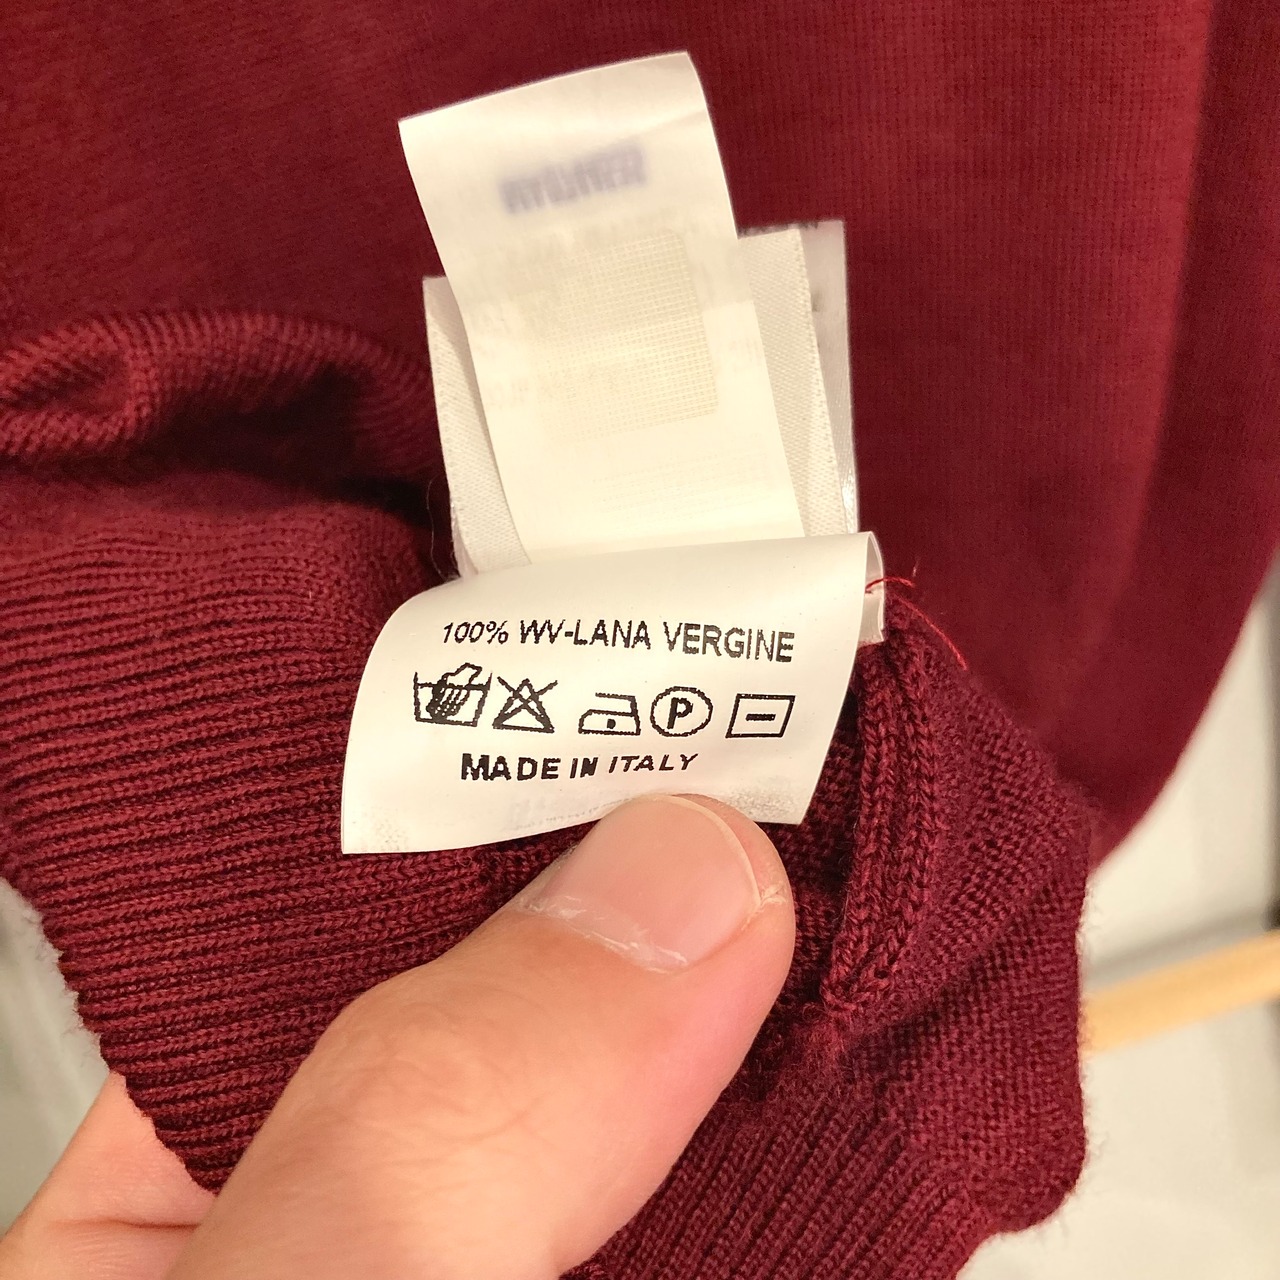 100% WV-LANA VERGINE
P
MADE IN ITALY